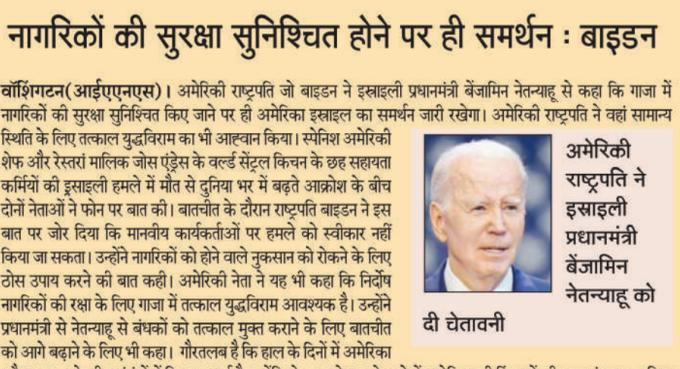 नागरिकों की सुरक्षा सुनिश्चित होने पर ही समर्थन : बाइडन
वॉशिंगटन(आईएएनएस)। अमेरिकी राष्ट्रपति जो बाइडन ने इस्राइली प्रधानमंत्री बेंजामिन नेतन्याहू से कहा कि गाजा में
नागरिकों की सुरक्षा सुनिश्चित किए जाने पर ही अमेरिका इस्राइल का समर्थन जारी रखेगा। अमेरिकी राष्ट्रपति ने वहां सामान्य
स्थिति के लिए तत्काल युद्धविराम का भी आह्वान किया। स्पेनिश अमेरिकी
शेफ और रेस्तरां मालिक जोस एंड्रेस के वर्ल्ड सेंट्रल किचन के छह सहायता
कर्मियों की इसाइली हमले में मौत से दुनिया भर में बढ़ते आक्रोश के बीच
दोनों नेताओं ने फोन पर बात की। बातचीत के दौरान राष्ट्रपति बाइडन ने इस
बात पर जोर दिया कि मानवीय कार्यकर्ताओं पर हमले को स्वीकार नहीं
किया जा सकता। उन्होंने नागरिकों को होने वाले नुकसान को रोकने के लिए
ठोस उपाय करने की बात कही। अमेरिकी नेता ने यह भी कहा कि निर्दोष
नागरिकों की रक्षा के लिए गाजा में तत्काल युद्धविराम आवश्यक है। उन्होंने
प्रधानमंत्री से नेतन्याहू से बंधकों को तत्काल मुक्त कराने के लिए बातचीत
को आगे बढ़ाने के लिए भी कहा। गौरतलब है कि हाल के दिनों में अमेरिका
अमेरिकी
राष्ट्रपति ने
इस्राइली
प्रधानमंत्री
बेंजामिन
नेतन्याहू को
दी चेतावनी